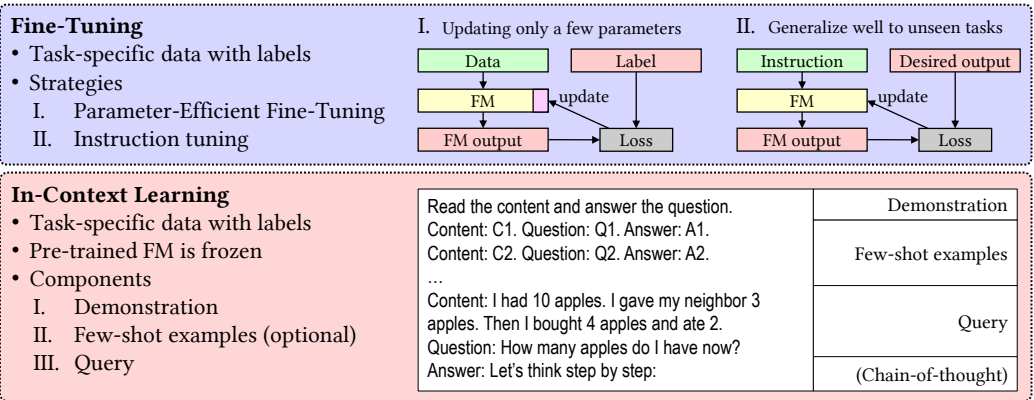 Fine-Tuning
• Task-specific data with labels
• Strategies
I. Parameter-Efficient Fine-Tuning
II. Instruction tuning
I. Updating only a few parameters
Data
Label
FM
update
FM output
Loss
II. Generalize well to unseen tasks
Instruction
Desired output
FM
update
FM output
Loss
In-Context Learning
• Task-specific data with labels
• Pre-trained FM is frozen
• Components
I. Demonstration
II. Few-shot examples (optional)
III. Query
Read the content and answer the question.
Content: C1. Question: Q1. Answer: A1.
Content: C2. Question: Q2. Answer: A2.
...
Content: I had 10 apples. I gave my neighbor 3
apples. Then I bought 4 apples and ate 2.
Question: How many apples do I have now?
Answer: Let's think step by step:
Demonstration
Few-shot examples
Query
(Chain-of-thought)